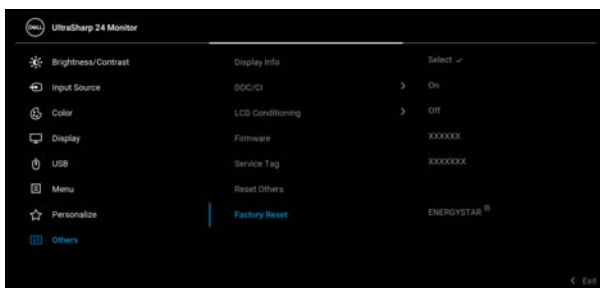 DELL UltraSharp 24 Monitor
Brightness/Contrast Display Info Select ✓
Input Source DDC/CI > On
Color LCD Conditioning > Off
Display Firmware XXXXXX
USB Service Tag XXXXXXX
Menu Reset Others
Personalize Factory Reset ENERGYSTAR®
Others
< Exit